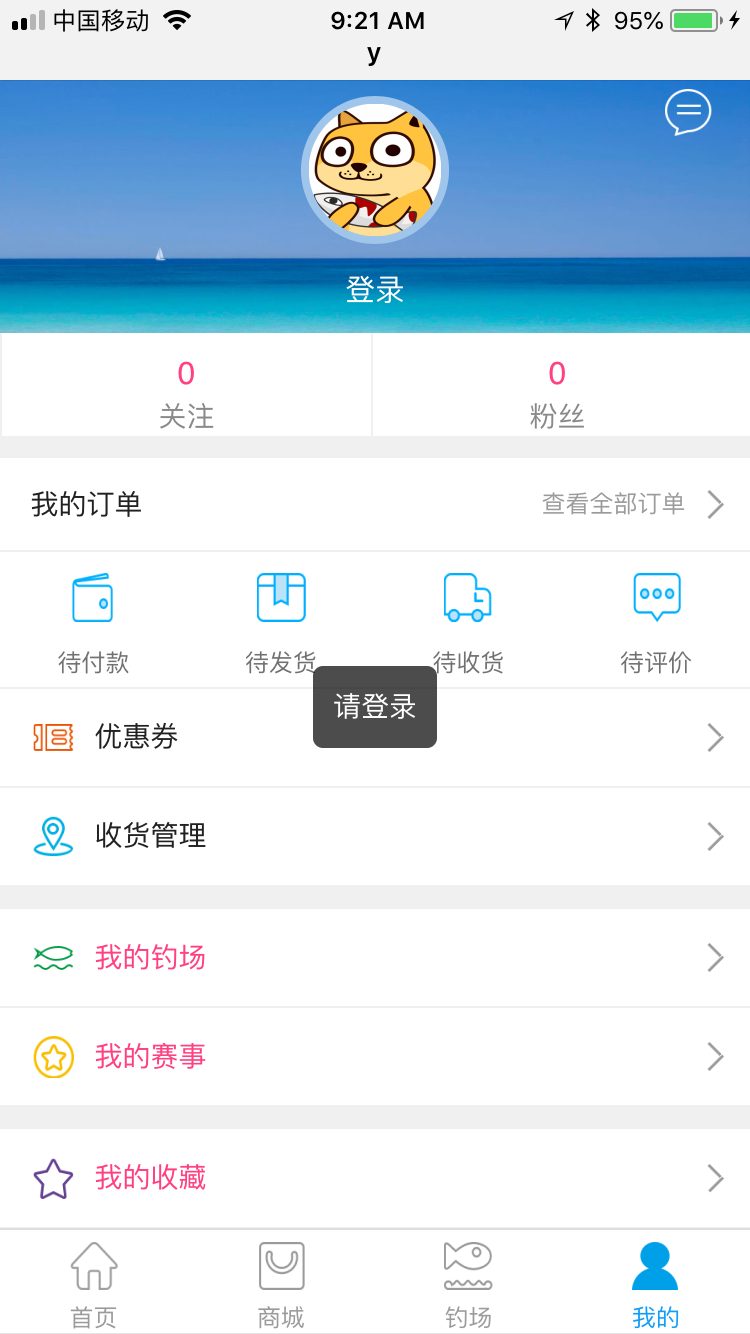 中国移动 9:21 AM 95%
y
登录
0 0
关注 粉丝
我的订单 查看全部订单
待付款 待发货 待收货 待评价
请登录
优惠券
收货管理
我的钓场
我的赛事
我的收藏
首页 商城 钓场 我的